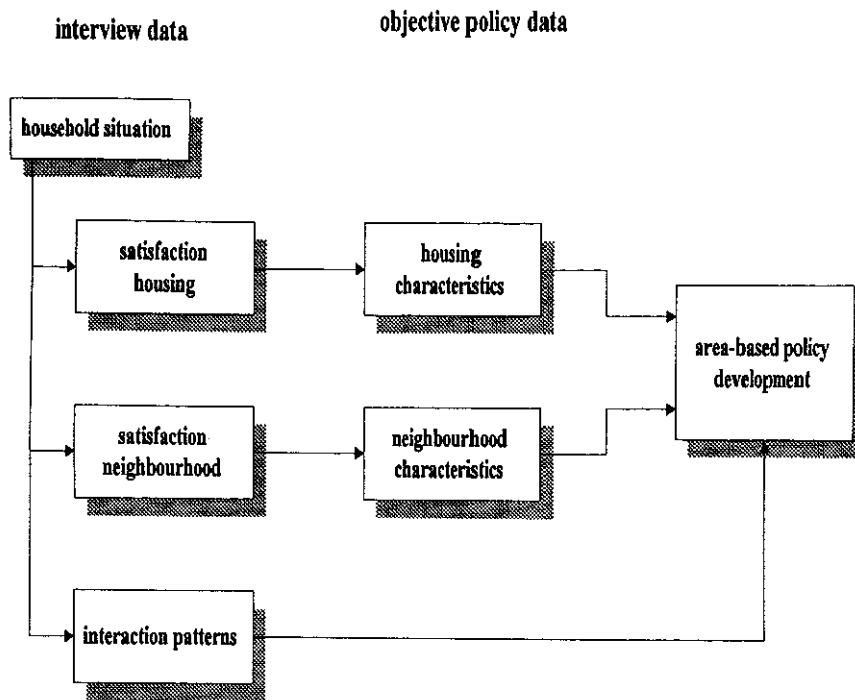 interview data
objective policy data
household situation
satisfaction
housing
housing
characteristics
area-based policy
development
satisfaction
neighbourhood
neighbourhood
characteristics
interaction patterns